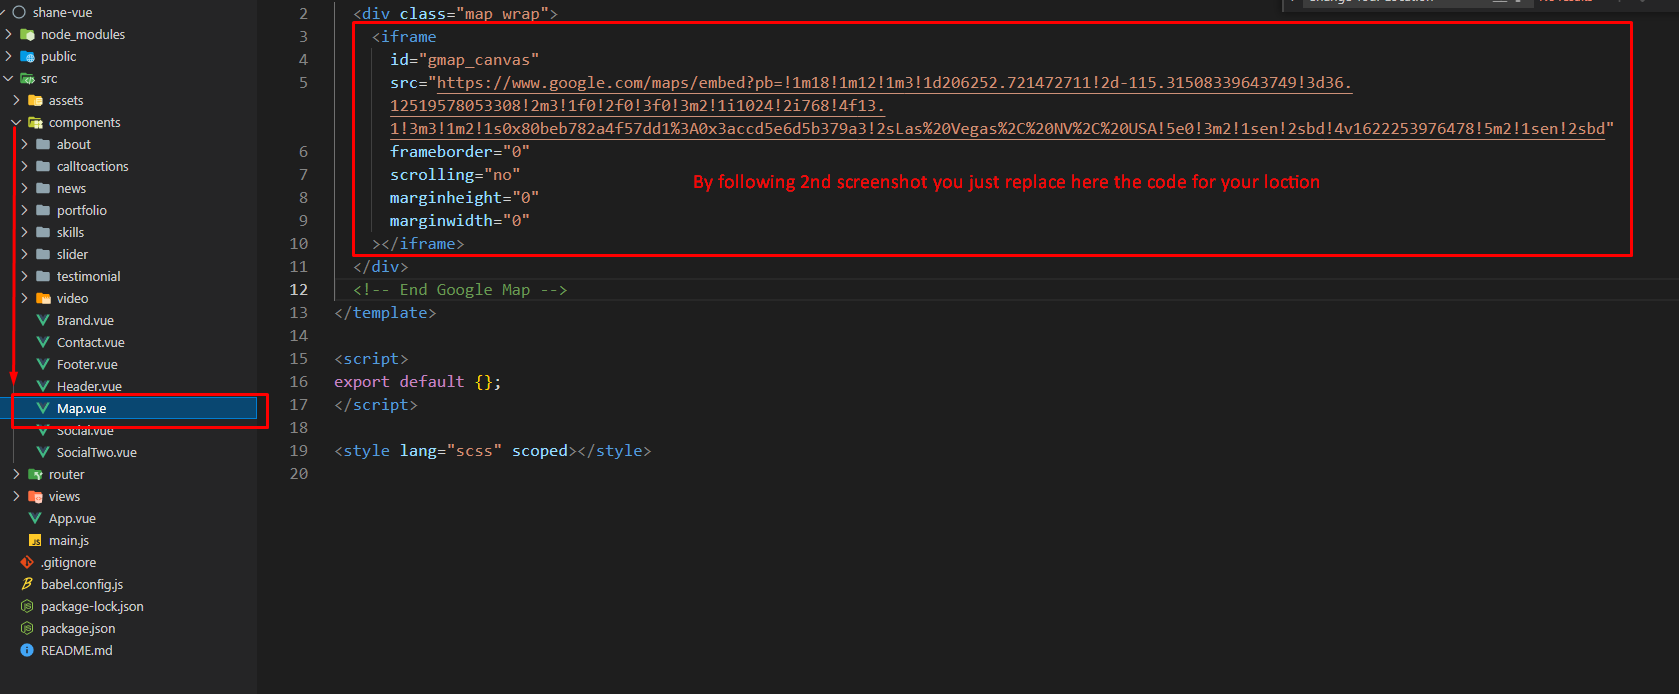 shane-vue
node_modules
public
src
assets
components
about
calltoactions
news
portfolio
skills
slider
testimonial
video
Brand.vue
Contact.vue
Footer.vue
Header.vue
Map.vue
Social.vue
SocialTwo.vue
router
views
App.vue
JS main.js
.gitignore
babel.config.js
package-lock.json
package.json
README.md
2 <div class="map wrap">
3 <iframe
4 id="gmap_canvas"
5 src="https://www.google.com/maps/embed?pb=!1m18!1m12!1m3!1d206252.721472711!2d-115.31508339643749!3d36.
12519578053308!2m3!1f0!2f0!3f0!3m2!1i1024!2i768!4f13.
1!3m3!1m2!1s0x80beb782a4f57dd1%3A0x3accd5e6d5b379a3!2sLas%20Vegas%2C%20NV%2C%20USA!5e0!3m2!1sen!2sbd!4v1622253976478!5m2!1sen!2sbd"
6 frameborder="0"
7 scrolling="no"
By following 2nd screenshot you just replace here the code for your loction
8 marginheight="0"
9 marginwidth="0"
10 ></iframe>
11 </div>
12 <!-- End Google Map -->
13 </template>
14
15 <script>
16 export default {};
17 </script>
18
19 <style lang="scss" scoped></style>
20